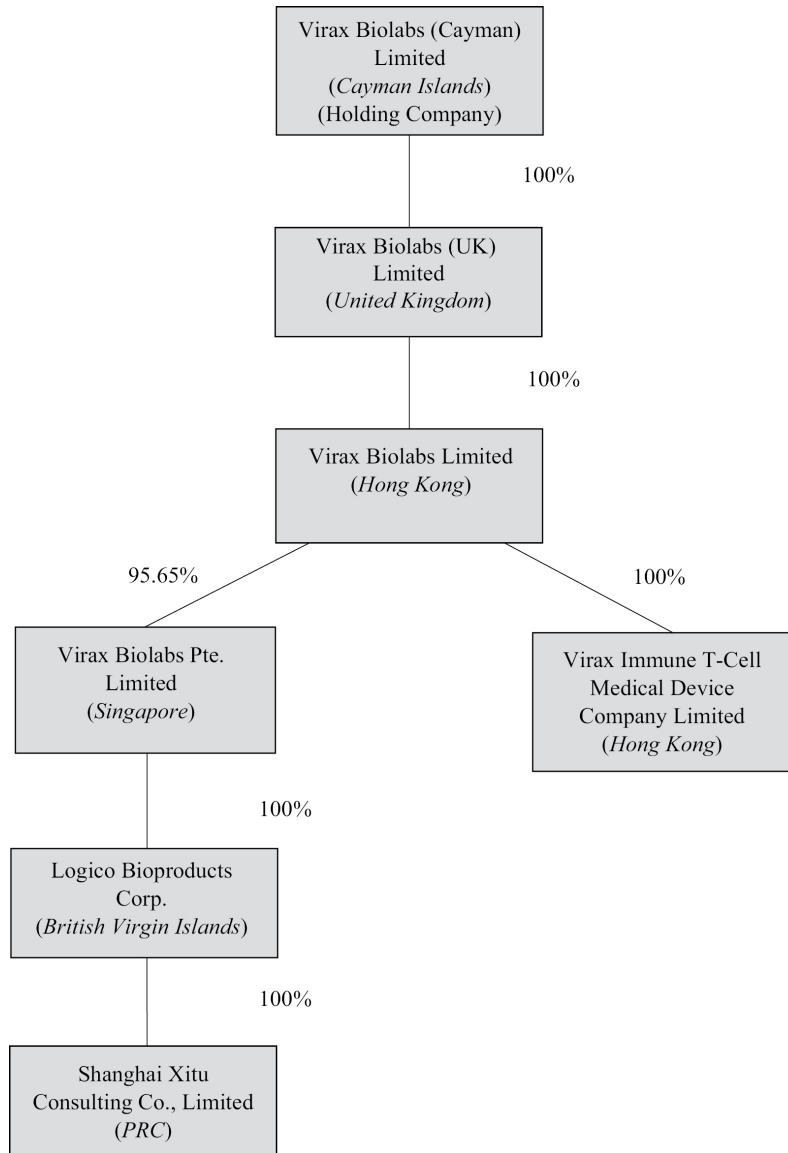 Virax Biolabs (Cayman)
Limited
(Cayman Islands)
(Holding Company)
100%
Virax Biolabs (UK)
Limited
(United Kingdom)
100%
Virax Biolabs Limited
(Hong Kong)
95.65%
100%
Virax Biolabs Pte.
Limited
(Singapore)
Virax Immune T-Cell
Medical Device
Company Limited
(Hong Kong)
100%
Logico Bioproducts
Corp.
(British Virgin Islands)
100%
Shanghai Xitu
Consulting Co., Limited
(PRC)